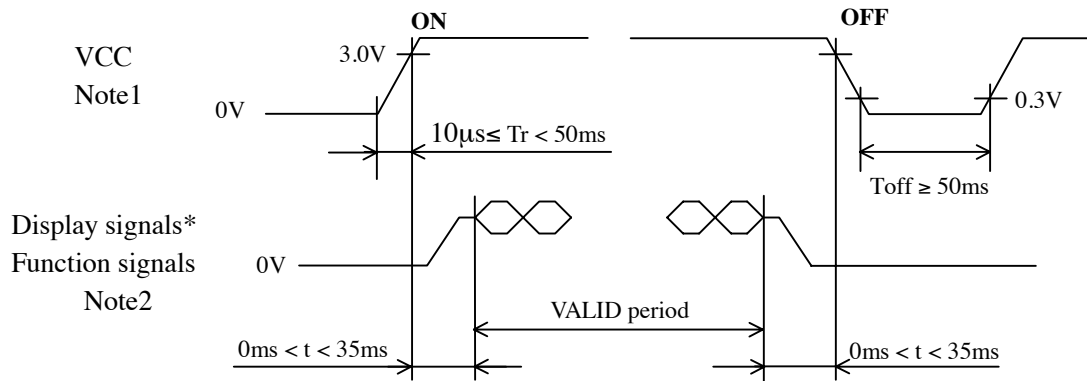 ON
OFF
VCC
Note1
3.0V
0V
0.3V
10μs≤ Tr < 50ms
Toff ≥ 50ms
Display signals*
Function signals
Note2
0V
VALID period
0ms < t < 35ms
0ms < t < 35ms